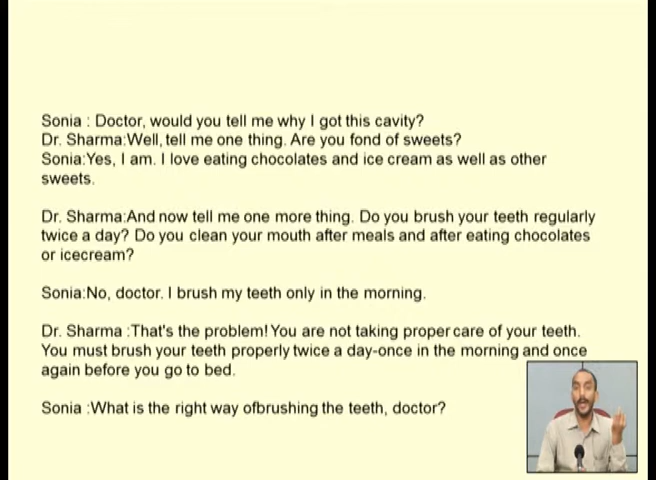 Sonia : Doctor, would you tell me why I got this cavity?
Dr. Sharma:Well, tell me one thing. Are you fond of sweets?
Sonia:Yes, I am. I love eating chocolates and ice cream as well as other
sweets.
Dr. Sharma:And now tell me one more thing. Do you brush your teeth regularly
twice a day? Do you clean your mouth after meals and after eating chocolates
or icecream?
Sonia:No, doctor. I brush my teeth only in the morning.
Dr. Sharma :That's the problem! You are not taking proper care of your teeth.
You must brush your teeth properly twice a day-once in the morning and once
again before you go to bed.
Sonia :What is the right way ofbrushing the teeth, doctor?